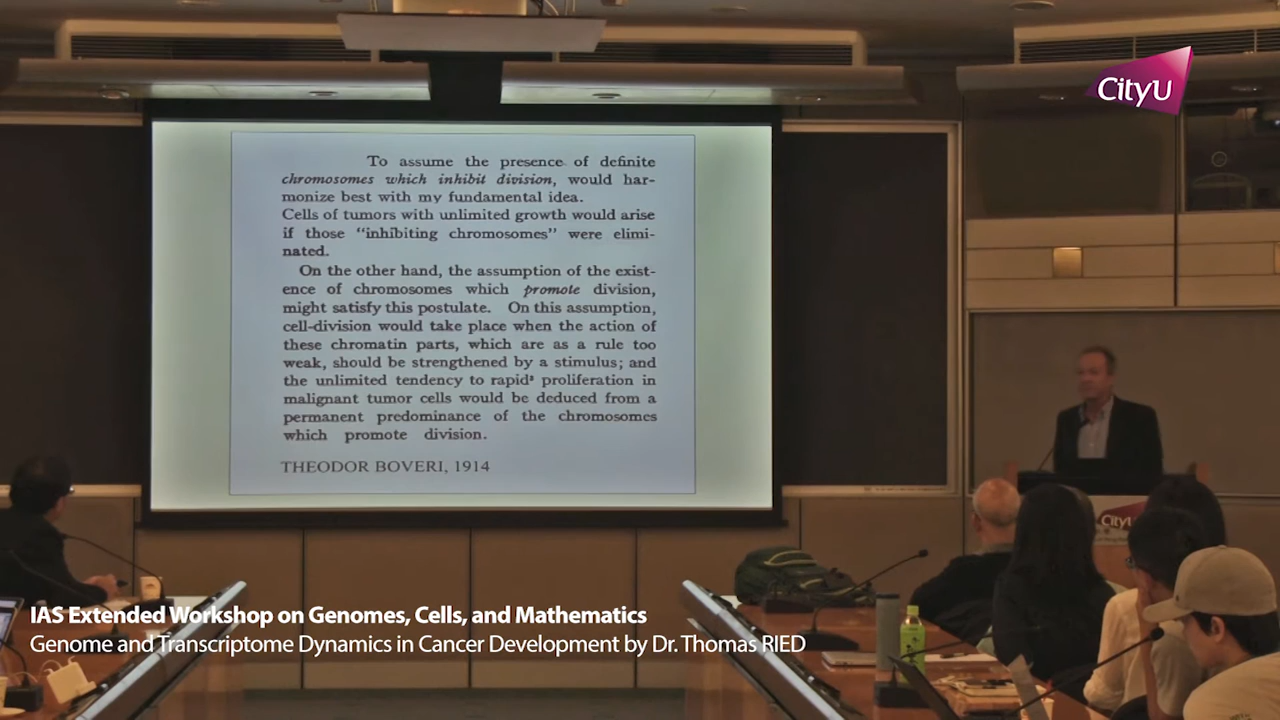 CityU
To assume the presence of definite
chromosomes which inhibit division, would har-
monize best with my fundamental idea.
Cells of tumors with unlimited growth would arise
if those “inhibiting chromosomes” were elimi-
nated.
On the other hand, the assumption of the exist-
ence of chromosomes which promote division,
might satisfy this postulate. On this assumption,
cell-division would take place when the action of
these chromatin parts, which are as a rule too
weak, should be strengthened by a stimulus; and
the unlimited tendency to rapid proliferation in
malignant tumor cells would be deduced from a
permanent predominance of the chromosomes
which promote division.
THEODOR BOVERI, 1914
CityU
IAS Extended Workshop on Genomes, Cells, and Mathematics
Genome and Transcriptome Dynamics in Cancer Development by Dr. Thomas RIED